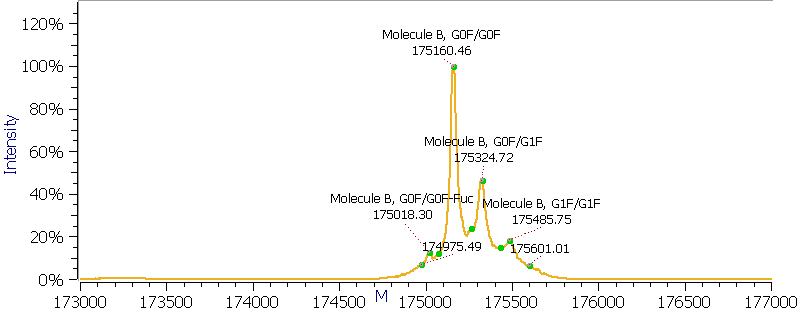 120%
Molecule B, G0F/G0F
175160.46
100%
80%
Molecule B, G0F/G1F
175324.72
60%
Molecule B, G0F/G0F-Fuc
175018.30
Molecule B, G1F/G1F
175485.75
40%
174975.49
175601.01
20%
0%
Intensity
173000 173500 174000 174500 175000 175500 176000 176500 177000
M